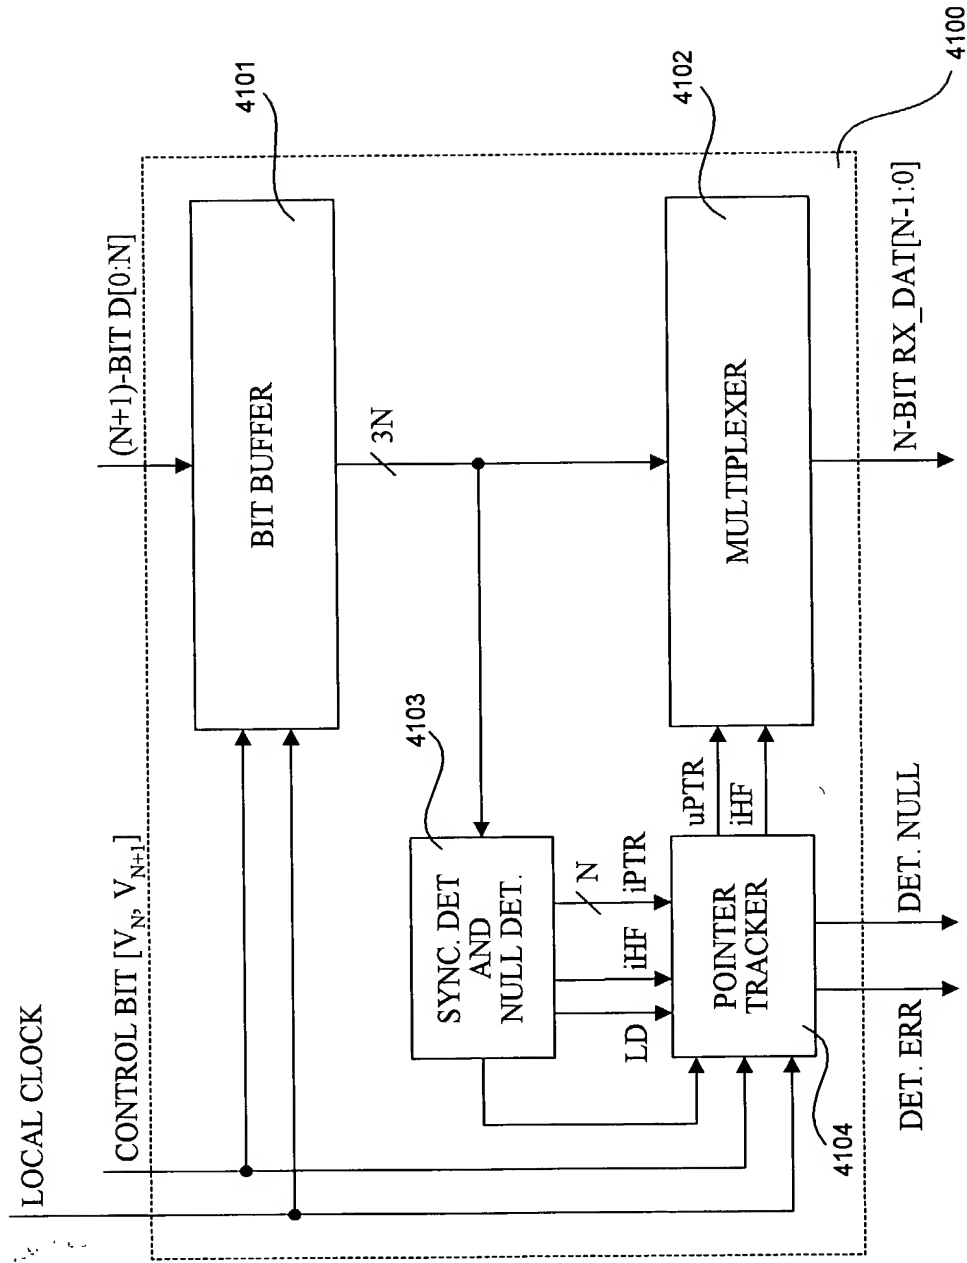 LOCAL CLOCK
CONTROL BIT [V_N, V_{N+1}]
(N+1)-BIT D[0:N]
4101
BIT BUFFER
3N
4103
SYNC. DET
AND
NULL DET.
LD
iHF
N
iPTR
POINTER
TRACKER
4104
uPTR
iHF
4102
MULTIPLEXER
4100
DET. ERR
DET. NULL
N-BIT RX_DAT[N-1:0]